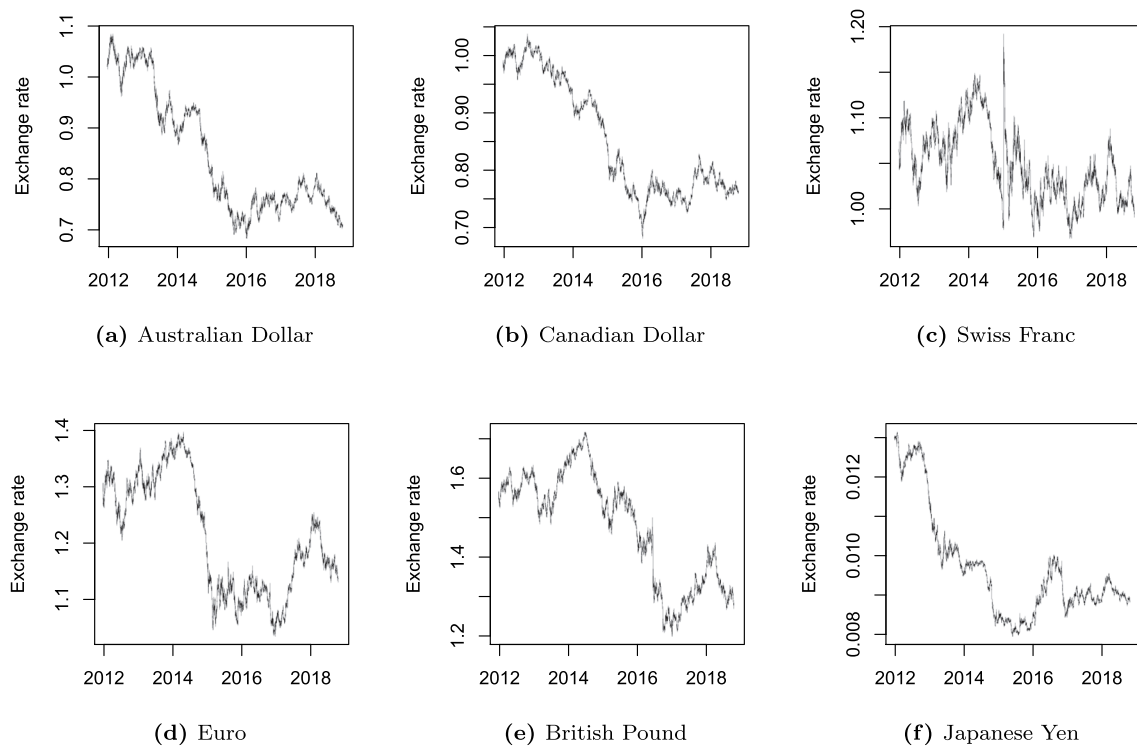 Exchange rate
1.1
1.0
0.9
0.8
0.7
2012 2014 2016 2018
(a) Australian Dollar
Exchange rate
1.00
0.90
0.80
0.70
2012 2014 2016 2018
(b) Canadian Dollar
Exchange rate
1.20
1.10
1.00
2012 2014 2016 2018
(c) Swiss Franc
Exchange rate
1.4
1.3
1.2
1.1
2012 2014 2016 2018
(d) Euro
Exchange rate
1.6
1.4
1.2
2012 2014 2016 2018
(e) British Pound
Exchange rate
0.012
0.010
0.008
2012 2014 2016 2018
(f) Japanese Yen